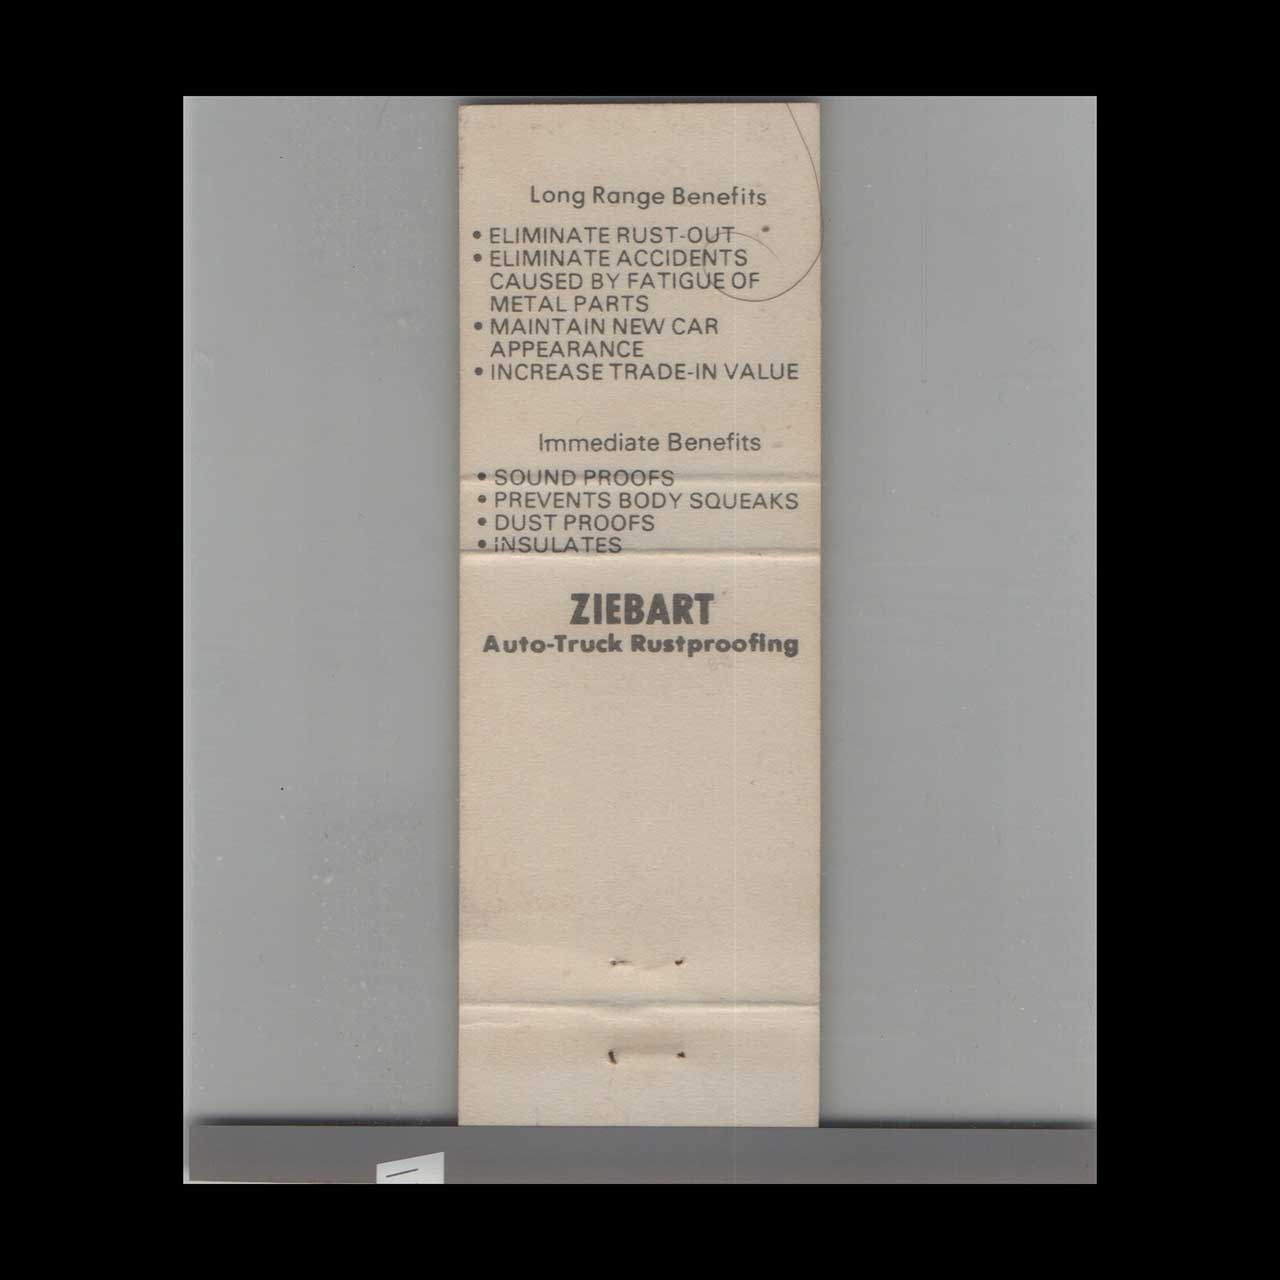 Long Range Benefits
• ELIMINATE RUST-OUT
• ELIMINATE ACCIDENTS
CAUSED BY FATIGUE OF
METAL PARTS
• MAINTAIN NEW CAR
APPEARANCE
• INCREASE TRADE-IN VALUE
Immediate Benefits
• SOUND PROOFS
• PREVENTS BODY SQUEAKS
• DUST PROOFS
• INSULATES
ZIEBART
Auto-Truck Rustproofing